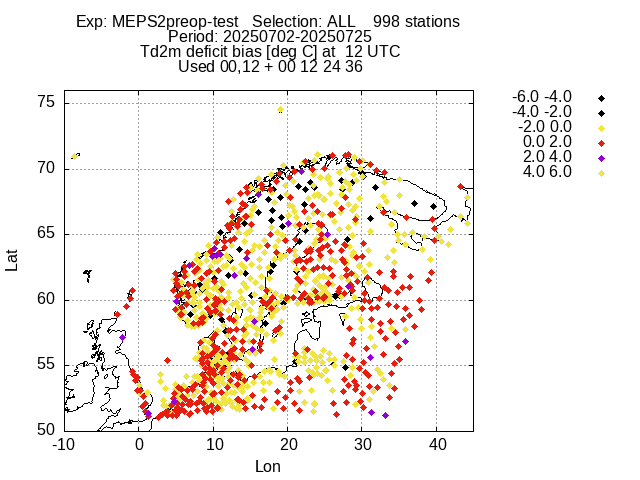 Exp: MEPS2preop-test   Selection: ALL    998 stations
Period: 20250702-20250725
Td2m deficit bias [deg C] at  12 UTC
Used 00,12 + 00 12 24 36
-6.0 -4.0
-4.0 -2.0
-2.0 0.0
0.0 2.0
2.0 4.0
4.0 6.0
75
70
65
60
55
50
Lat
-10 0 10 20 30 40
Lon